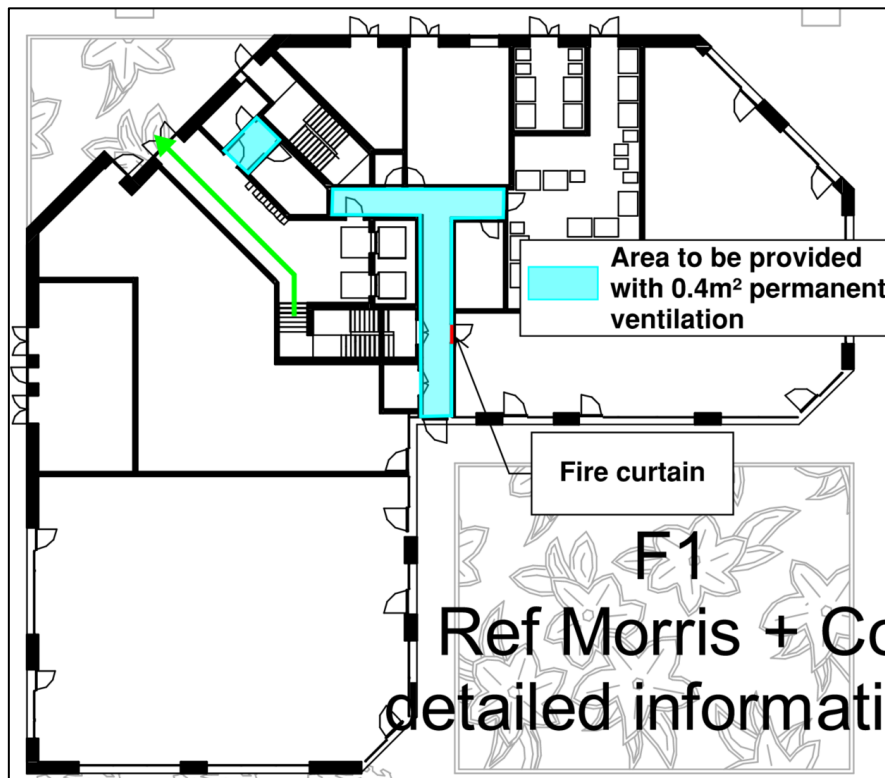 Area to be provided
with 0.4m² permanent
ventilation
Fire curtain
F1
Ref Morris + Co
detailed informati